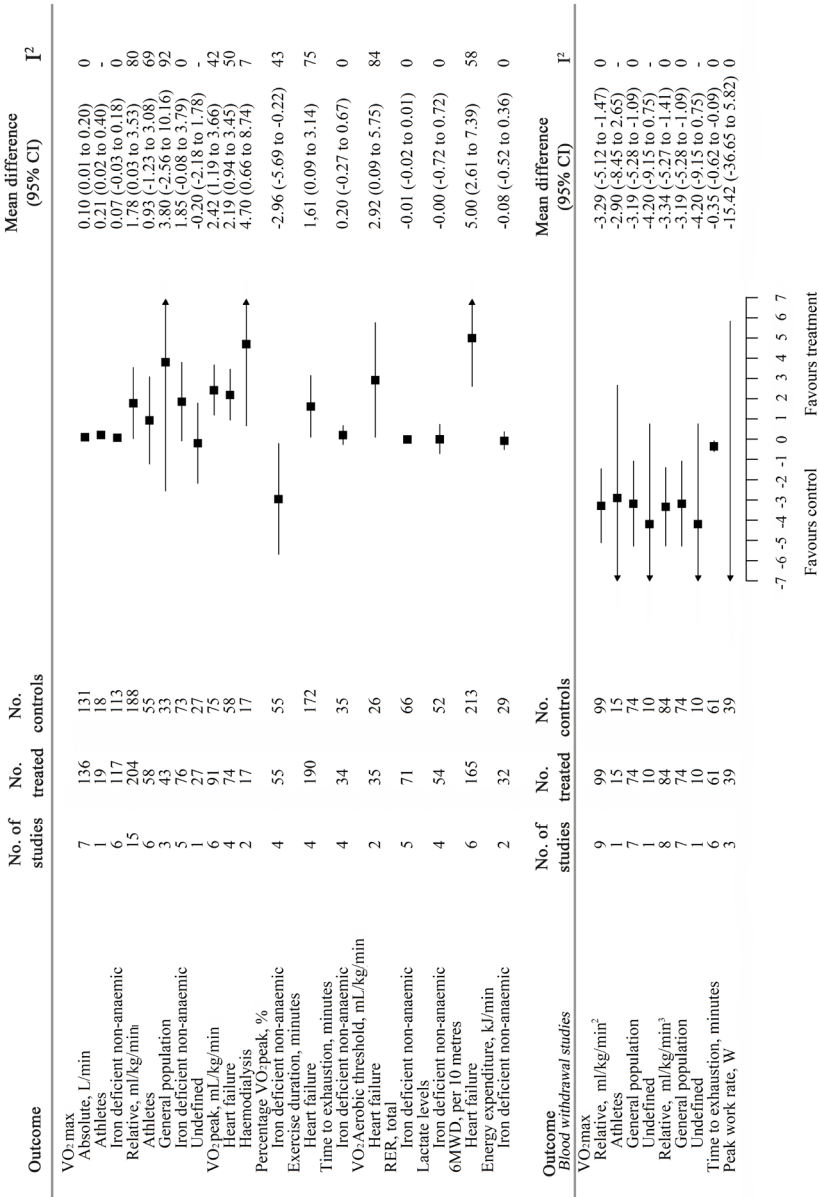 Outcome No. of studies No. treated No. controls Mean difference (95% CI) I²
VO₂ max
Absolute, L/min 7 136 131 0.10 (0.01 to 0.20) 0
Athletes 1 19 18 0.21 (0.02 to 0.40) -
Iron deficient non-anaemic 6 117 113 0.07 (-0.03 to 0.18) 0
Relative, ml/kg/min¹ 15 204 188 1.78 (0.03 to 3.53) 80
Athletes 6 58 55 0.93 (-1.23 to 3.08) 69
General population 3 43 33 3.80 (-2.56 to 10.16) 92
Iron deficient non-anaemic 5 76 73 1.85 (-0.08 to 3.79) 0
Undefined 1 27 27 -0.20 (-2.18 to 1.78) -
VO₂peak, mL/kg/min 6 91 75 2.42 (1.19 to 3.66) 42
Heart failure 4 74 58 2.19 (0.94 to 3.45) 50
Haemodialysis 2 17 17 4.70 (0.66 to 8.74) 7
Percentage VO₂peak, %
Iron deficient non-anaemic 4 55 55 -2.96 (-5.69 to -0.22) 43
Exercise duration, minutes
Heart failure 4 190 172 1,61 (0.09 to 3.14) 75
Time to exhaustion, minutes
Iron deficient non-anaemic 4 34 35 0.20 (-0.27 to 0.67) 0
VO₂Aerobic threshold, mL/kg/min
Heart failure 2 35 26 2.92 (0.09 to 5.75) 84
RER, total
Iron deficient non-anaemic 5 71 66 -0.01 (-0.02 to 0.01) 0
Lactate levels
Iron deficient non-anaemic 4 54 52 -0.00 (-0.72 to 0.72) 0
6MWD, per 10 metres
Heart failure 6 165 213 5.00 (2.61 to 7.39) 58
Energy expenditure, kJ/min
Iron deficient non-anaemic 2 32 29 -0.08 (-0.52 to 0.36) 0
Outcome No. of studies No. treated No. controls Mean difference (95% CI) I²
Blood withdrawal studies
VO₂max
Relative, ml/kg/min² 9 99 99 -3.29 (-5.12 to -1.47) 0
Athletes 1 15 15 -2.90 (-8.45 to 2.65) -
General population 7 74 74 -3.19 (-5.28 to -1.09) 0
Undefined 1 10 10 -4.20 (-9.15 to 0.75) -
Relative, ml/kg/min³ 8 84 84 -3.34 (-5.27 to -1.41) 0
General population 7 74 74 -3.19 (-5.28 to -1.09) 0
Undefined 1 10 10 -4.20 (-9.15 to 0.75) -
Time to exhaustion, minutes 6 61 61 -0.35 (-0.62 to -0.09) 0
Peak work rate, W 3 39 39 -15.42 (-36.65 to 5.82) 0
-7 -6 -5 -4 -3 -2 -1 0 1 2 3 4 5 6 7
Favours control Favours treatment